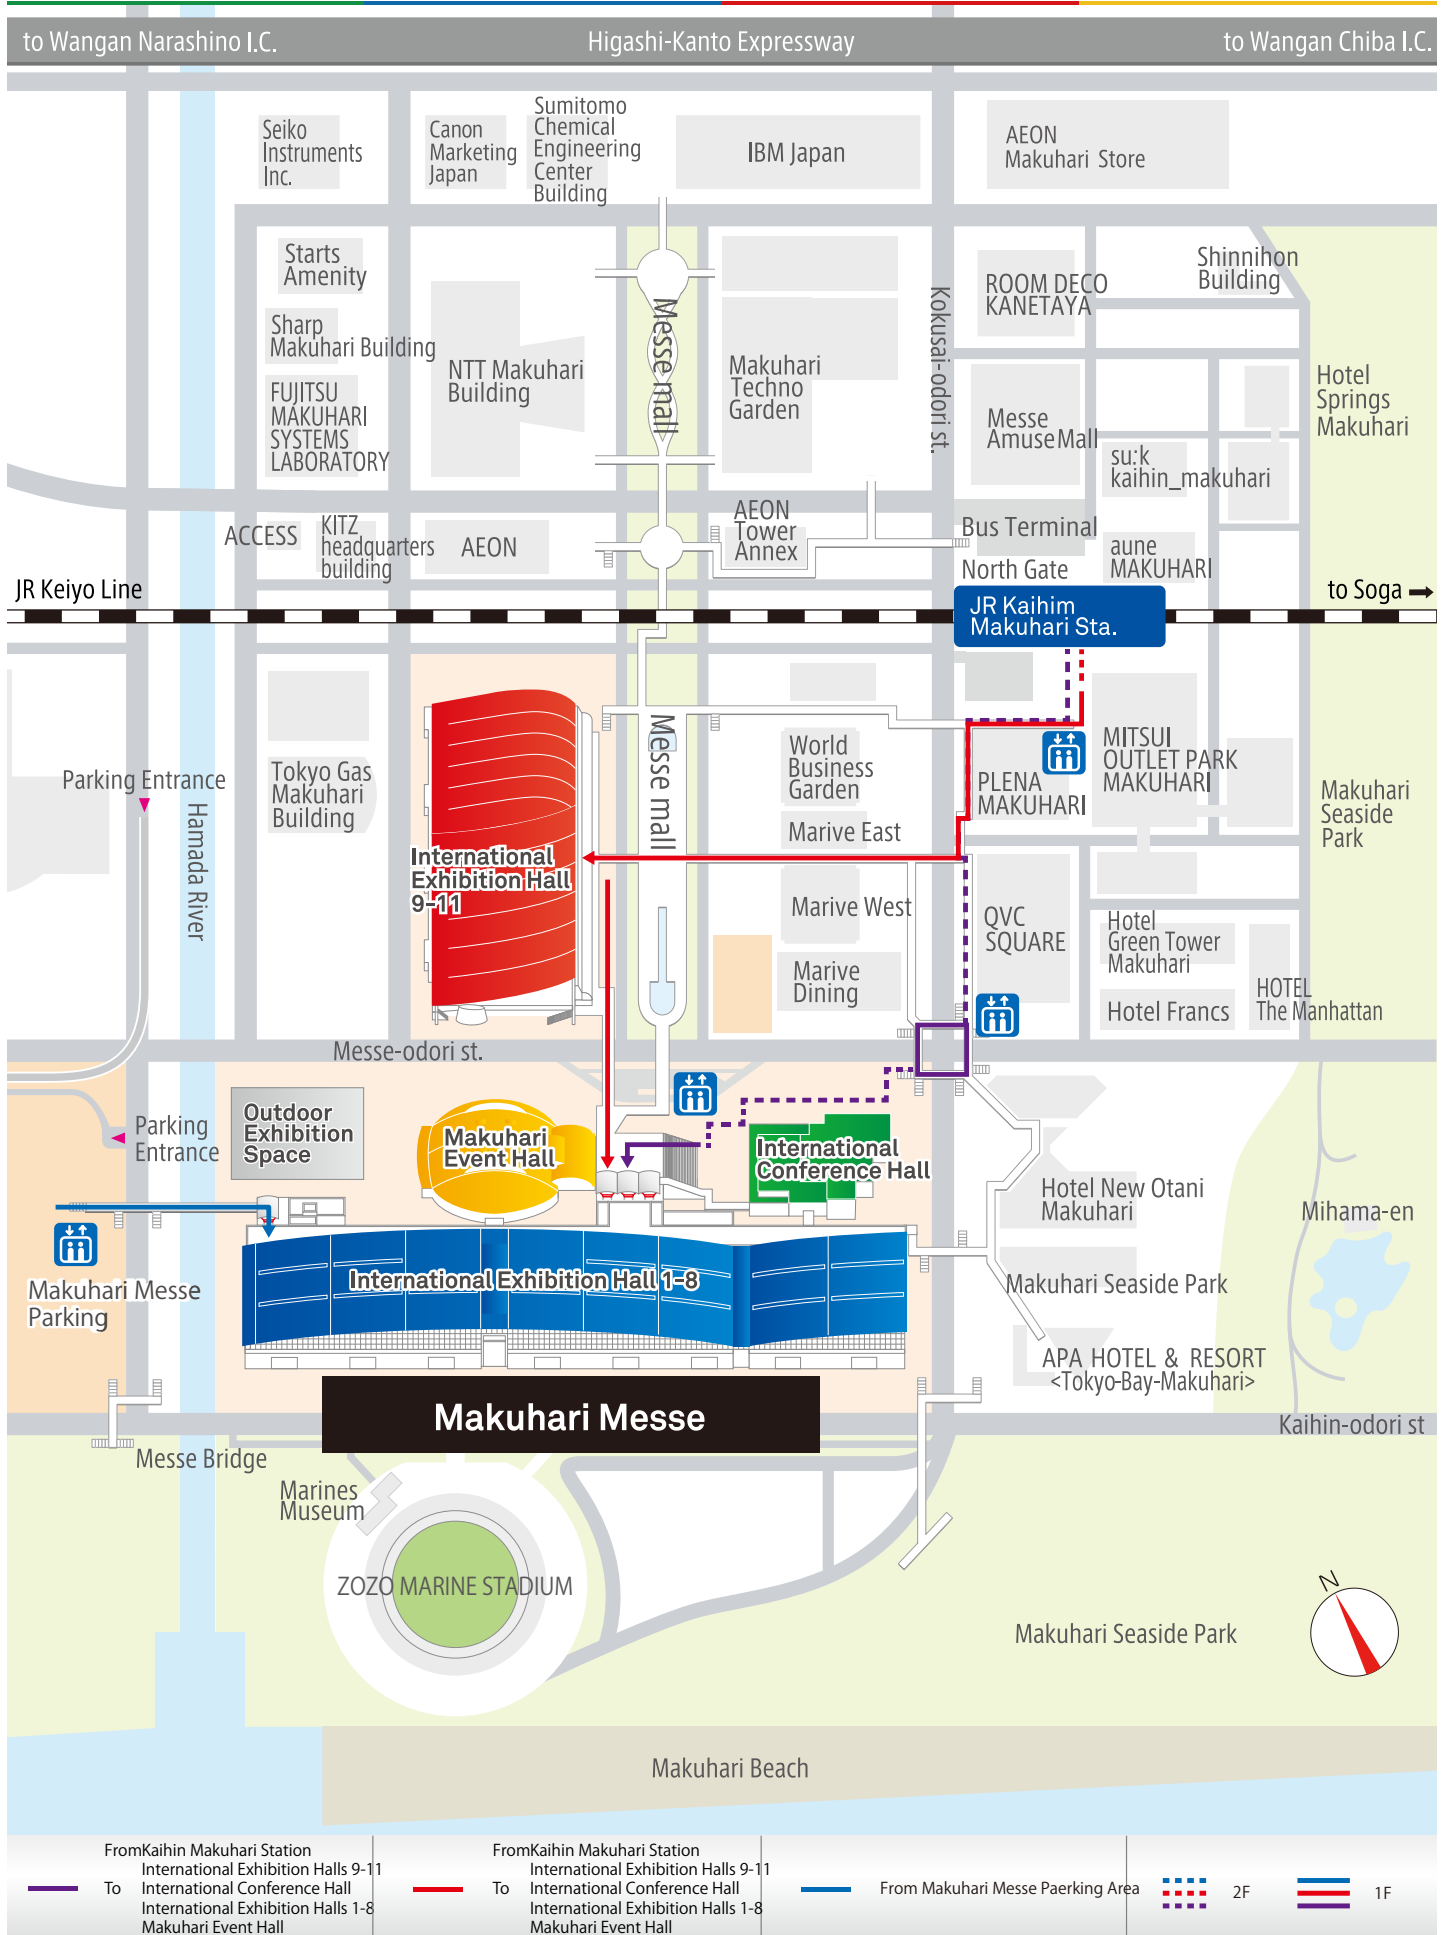 to Wangan Narashino I.C.
Higashi-Kanto Expressway
to Wangan Chiba I.C.
Seiko
Instruments
Inc.
Canon
Marketing
Japan
Sumitomo
Chemical
Engineering
Center
Building
IBM Japan
AEON
Makuhari Store
Starts
Amenity
Sharp
Makuhari Building
FUJITSU
MAKUHARI
SYSTEMS
LABORATORY
NTT Makuhari
Building
Messe mall
Makuhari
Techno
Garden
Kokusai-odori st.
ROOM DECO
KANETAYA
Shinnihon
Building
Messe
Amuse Mall
Hotel
Springs
Makuhari
su:k
kaihin_makuhari
ACCESS
KITZ
headquarters
building
AEON
AEON
Tower
Annex
Bus Terminal
aune
MAKUHARI
North Gate
JR Keiyo Line
to Soga
JR Kaihim
Makuhari Sta.
Parking Entrance
Hamada River
Tokyo Gas
Makuhari
Building
International
Exhibition Hall
9-11
Messe mall
World
Business
Garden
Marive East
Marive West
Marive
Dining
PLENA
MAKUHARI
MITSUI
OUTLET PARK
MAKUHARI
Makuhari
Seaside
Park
QVC
SQUARE
Hotel
Green Tower
Makuhari
Hotel Francs
HOTEL
The Manhattan
Messe-odori st.
Parking
Entrance
Outdoor
Exhibition
Space
Makuhari
Event Hall
International
Conference Hall
Hotel New Otani
Makuhari
Mihama-en
Makuhari Messe
Parking
International Exhibition Hall 1-8
Makuhari Seaside Park
APA HOTEL & RESORT
<Tokyo-Bay-Makuhari>
Makuhari Messe
Kaihin-odori st
Messe Bridge
Marines
Museum
ZOZO MARINE STADIUM
N
Makuhari Seaside Park
Makuhari Beach
FromKaihin Makuhari Station
International Exhibition Halls 9-11
To International Conference Hall
International Exhibition Halls 1-8
Makuhari Event Hall
FromKaihin Makuhari Station
International Exhibition Halls 9-11
To International Conference Hall
International Exhibition Halls 1-8
Makuhari Event Hall
From Makuhari Messe Paerking Area
2F
1F